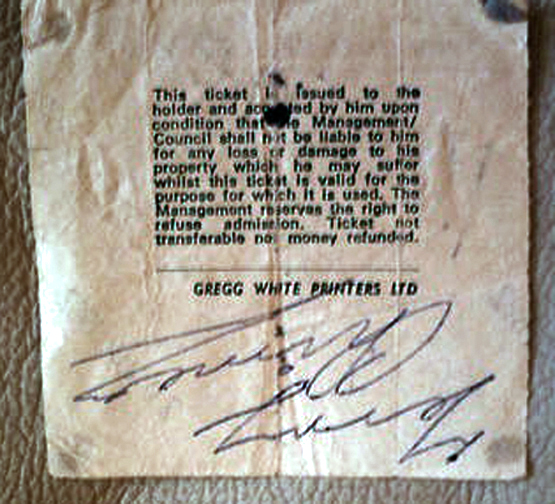 This ticket is issued to the
holder and accepted by him upon
condition that the Management/
Council shall not be liable to him
for any loss or damage to his
property which he may suffer
whilst this ticket is valid for the
purpose for which it is used. The
Management reserves the right to
refuse admission. Ticket not
transferable nor money refunded.
GREGG WHITE PRINTERS LTD